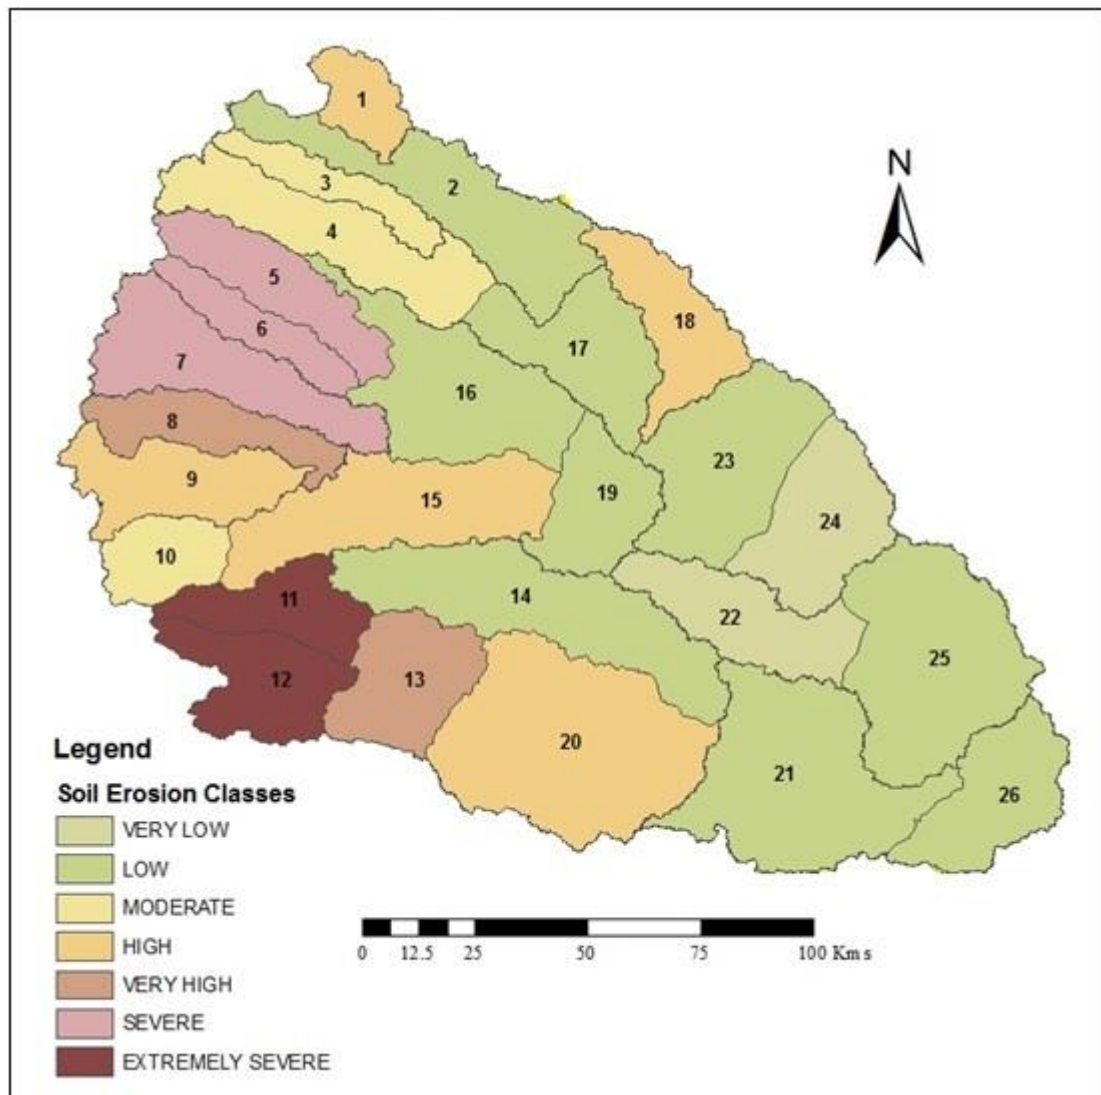 1
N
2
3
4
5
18
6
17
7
16
8
23
9
19
15
24
10
14
11
22
25
13
12
20
Legend
21
Soil Erosion Classes
26
VERY LOW
LOW
MODERATE
HIGH
0 12.5 25 50 75 100 Kms
VERY HIGH
SEVERE
EXTREMELY SEVERE